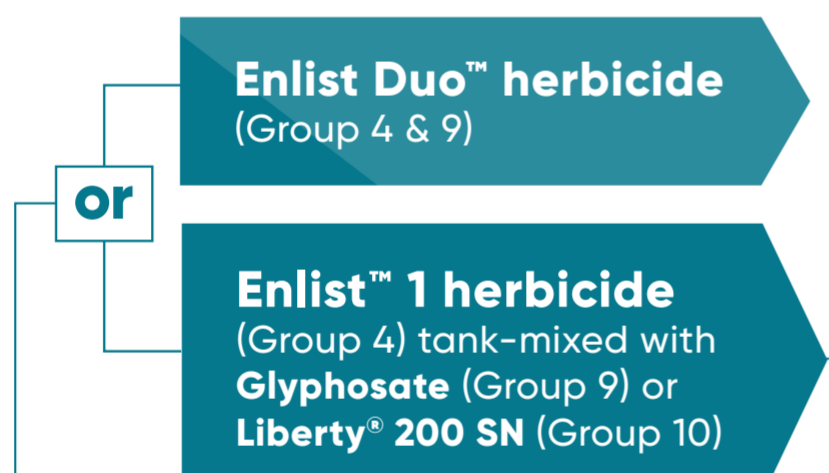 Enlist Duo™ herbicide
(Group 4 & 9)
or
Enlist™ 1 herbicide
(Group 4) tank-mixed with
Glyphosate (Group 9) or
Liberty® 200 SN (Group 10)